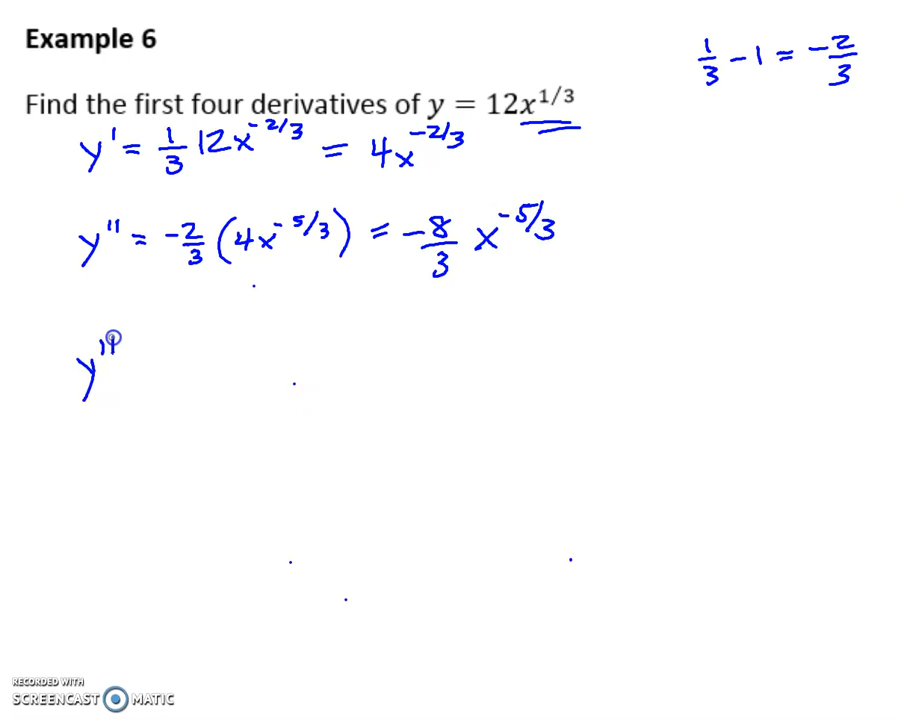 Example 6
1/3 - 1 = -2/3
Find the first four derivatives of y = 12x^{1/3}
y' = 1/3 12x^{-2/3} = 4x^{-2/3}
y'' = -2/3 (4x^{-5/3}) = -8/3 x^{-5/3}
y'''
RECORDED WITH
SCREENCAST MATIC